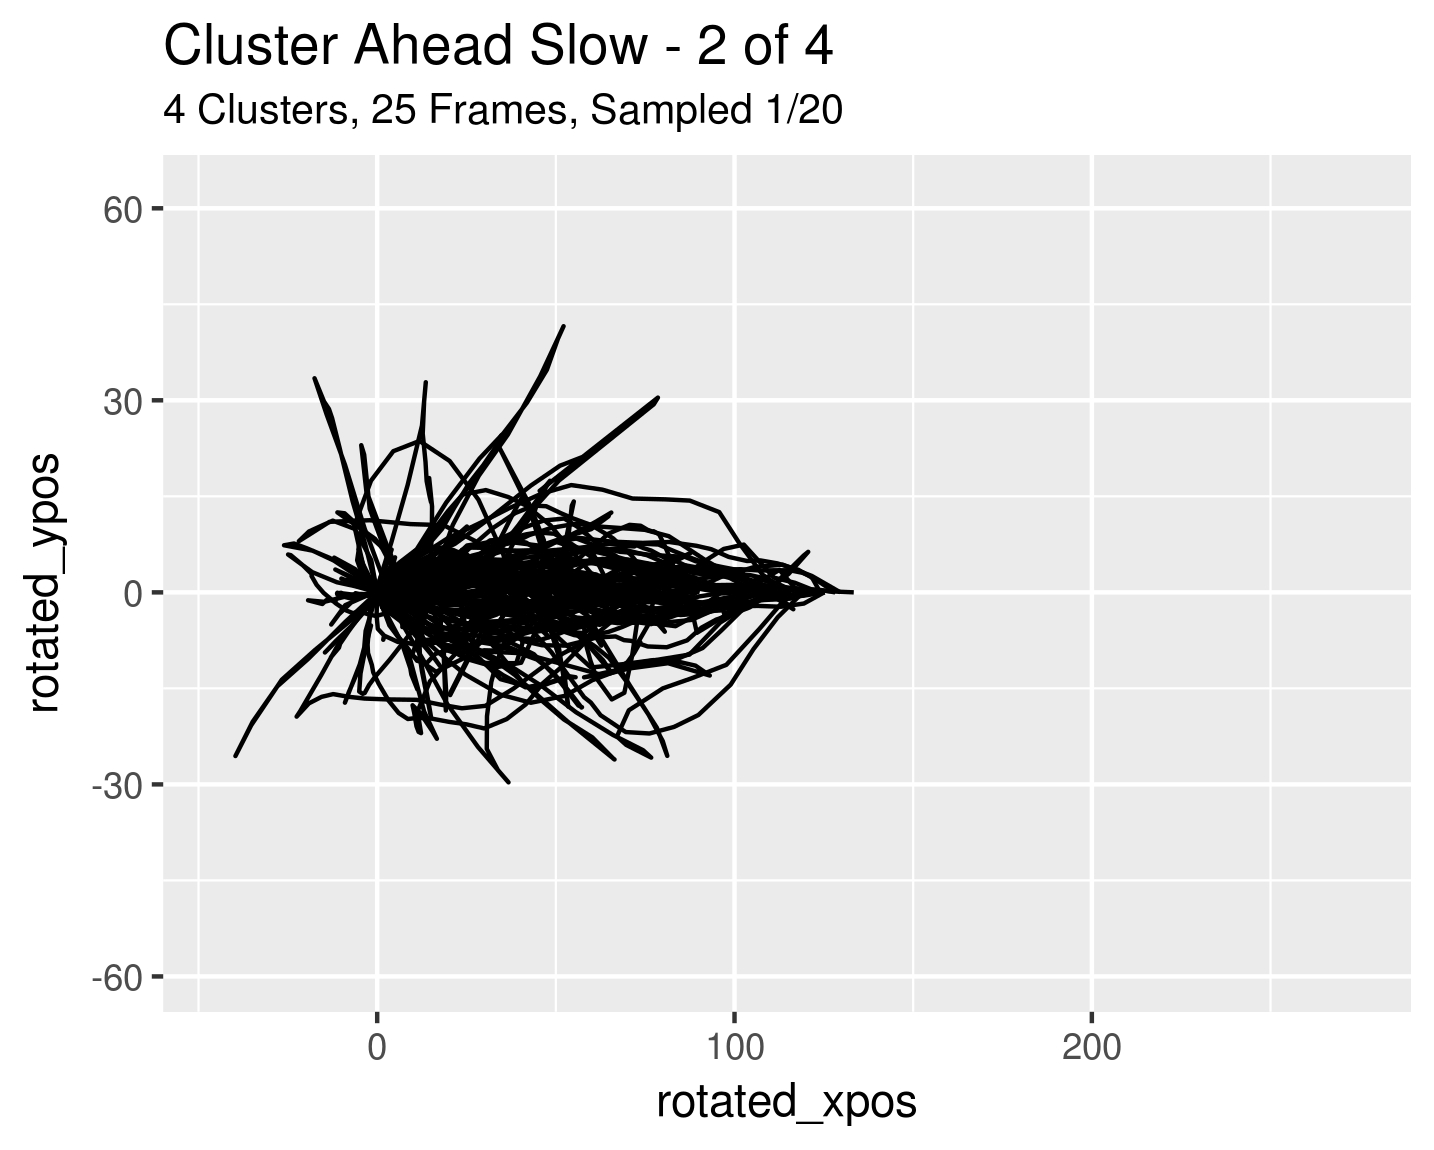 Cluster Ahead Slow - 2 of 4
4 Clusters, 25 Frames, Sampled 1/20
60
30
0
-30
-60
rotated_ypos
0 100 200
rotated_xpos